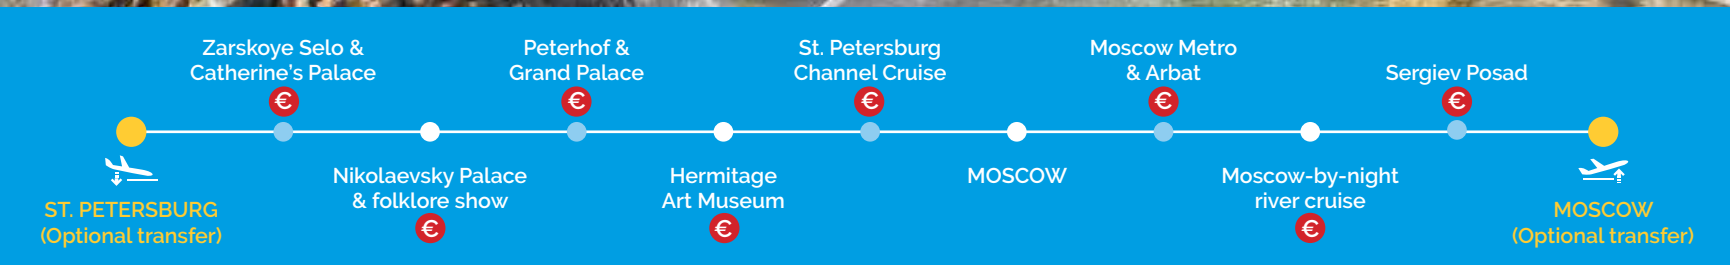 ST. PETERSBURG
(Optional transfer)
Zarskoye Selo &
Catherine's Palace
€
Nikolaevsky Palace
& folklore show
€
Peterhof &
Grand Palace
€
Hermitage
Art Museum
€
St. Petersburg
Channel Cruise
€
MOSCOW
Moscow Metro
& Arbat
€
Moscow-by-night
river cruise
€
Sergiev Posad
€
MOSCOW
(Optional transfer)